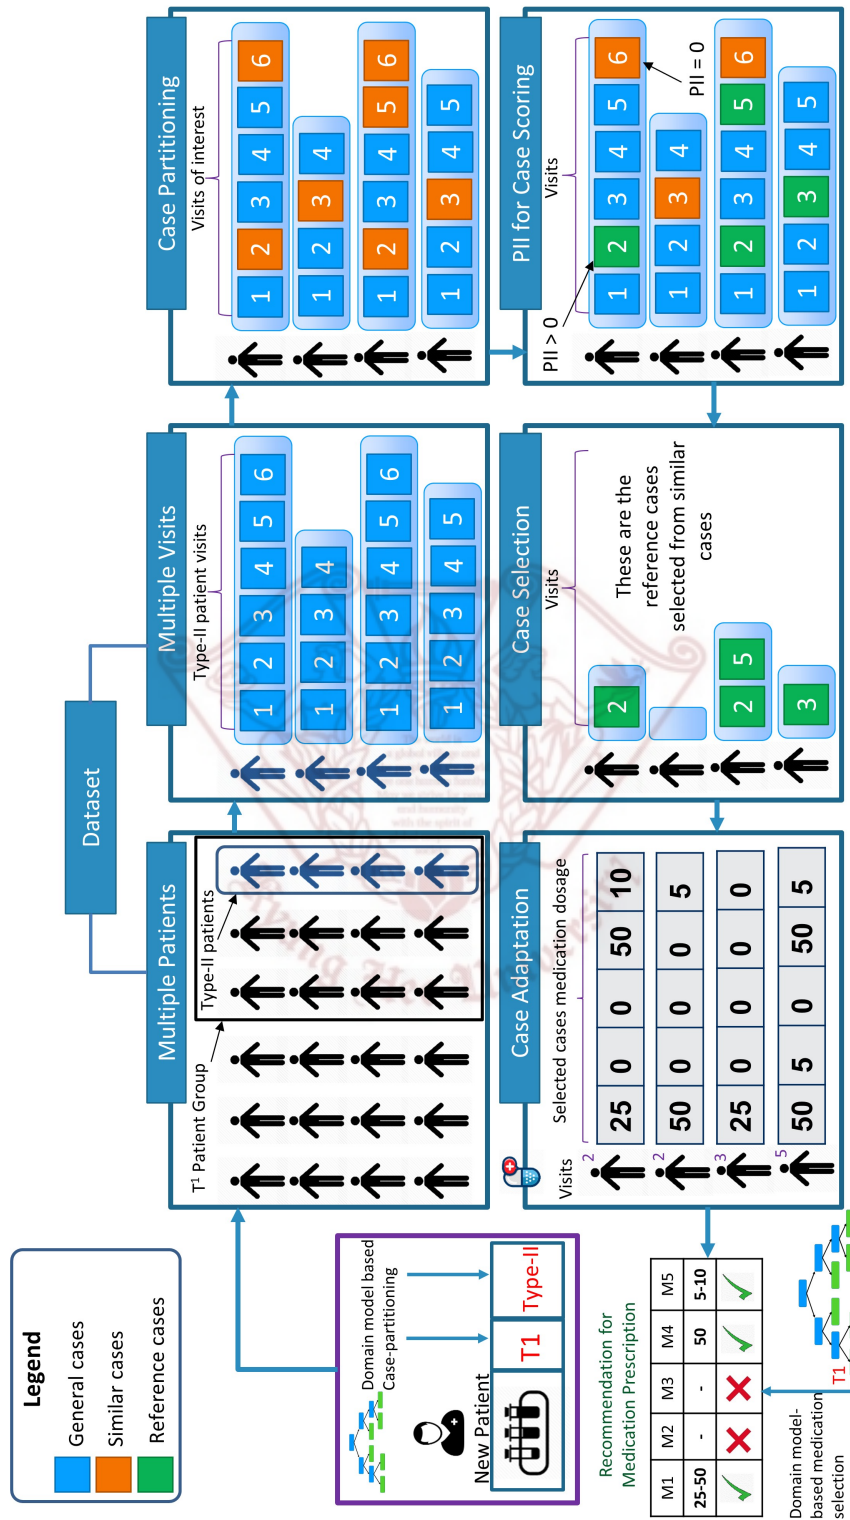 Legend
General cases
Similar cases
Reference cases
Dataset
Multiple Patients
T1 Patient Group
Type-II patients
Multiple Visits
Type-II patient visits
1 2 3 4 5 6
1 2 3 4
1 2 3 4 5 6
1 2 3 4 5
Case Partitioning
Visits of interest
1 2 3 4 5 6
1 2 3 4
1 2 3 4 5 6
1 2 3 4 5
Domain model based
Case-partitioning
New Patient
T1
Type-II
PII for Case Scoring
PII > 0
Visits
PII = 0
1 2 3 4 5 6
1 2 3 4
1 2 3 4 5 6
1 2 3 4 5
Case Selection
Visits
2
2 5
3
These are the
reference cases
selected from similar
cases
Case Adaptation
Visits
Selected cases medication dosage
2 25 0 0 50 10
2 50 0 0 0 5
3 25 0 0 0 0
5 50 5 0 50 5
Recommendation for
Medication Prescription
M1 M2 M3 M4 M5
25-50 - - 50 5-10
Domain model-
based medication
selection
T1
and humanity
with the spirit of
Kyung Hee University